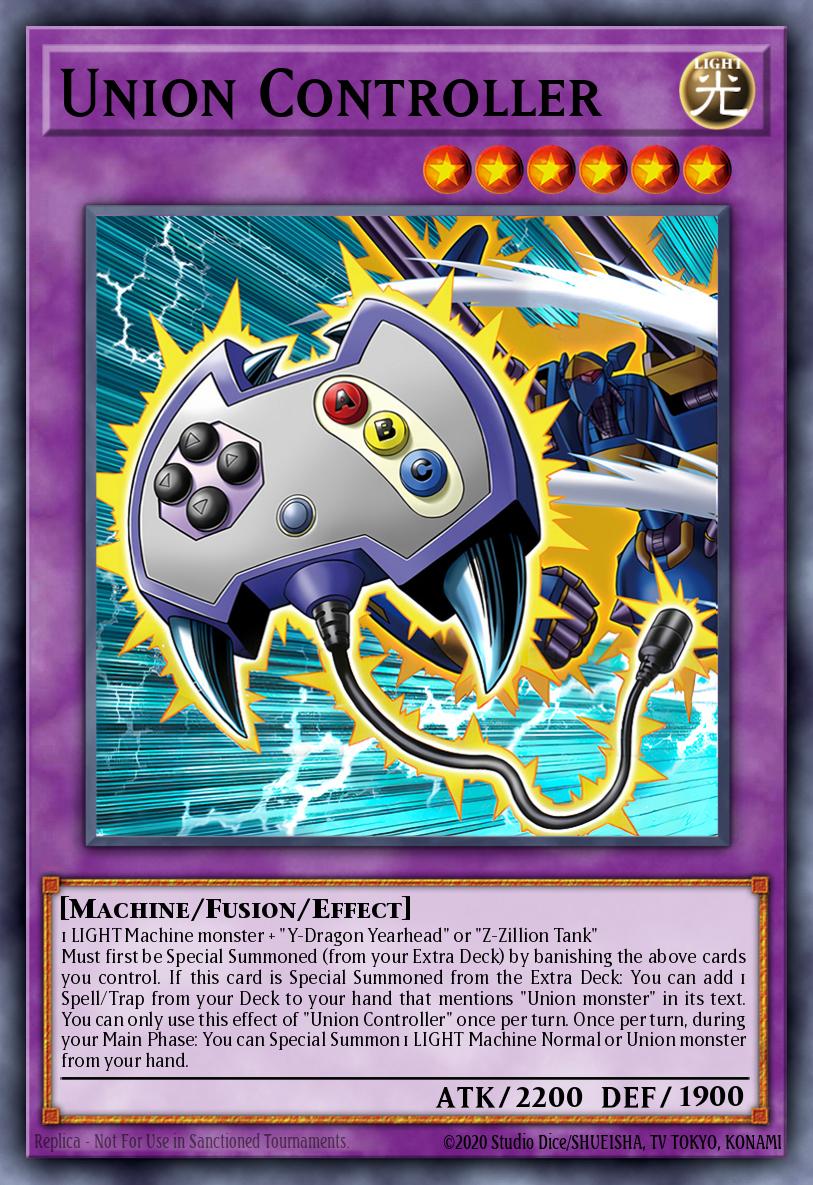 UNION CONTROLLER
LIGHT
光
A
B
C
[MACHINE/FUSION/EFFECT]
1 LIGHT Machine monster + "Y-Dragon Yearhead" or "Z-Zillion Tank"
Must first be Special Summoned (from your Extra Deck) by banishing the above cards
you control. If this card is Special Summoned from the Extra Deck: You can add 1
Spell/Trap from your Deck to your hand that mentions "Union monster" in its text.
You can only use this effect of "Union Controller" once per turn. Once per turn, during
your Main Phase: You can Special Summon 1 LIGHT Machine Normal or Union monster
from your hand.
ATK/2200 DEF/1900
Replica - Not For Use in Sanctioned Tournaments.
©2020 Studio Dice/SHUEISHA, TV TOKYO, KONAMI